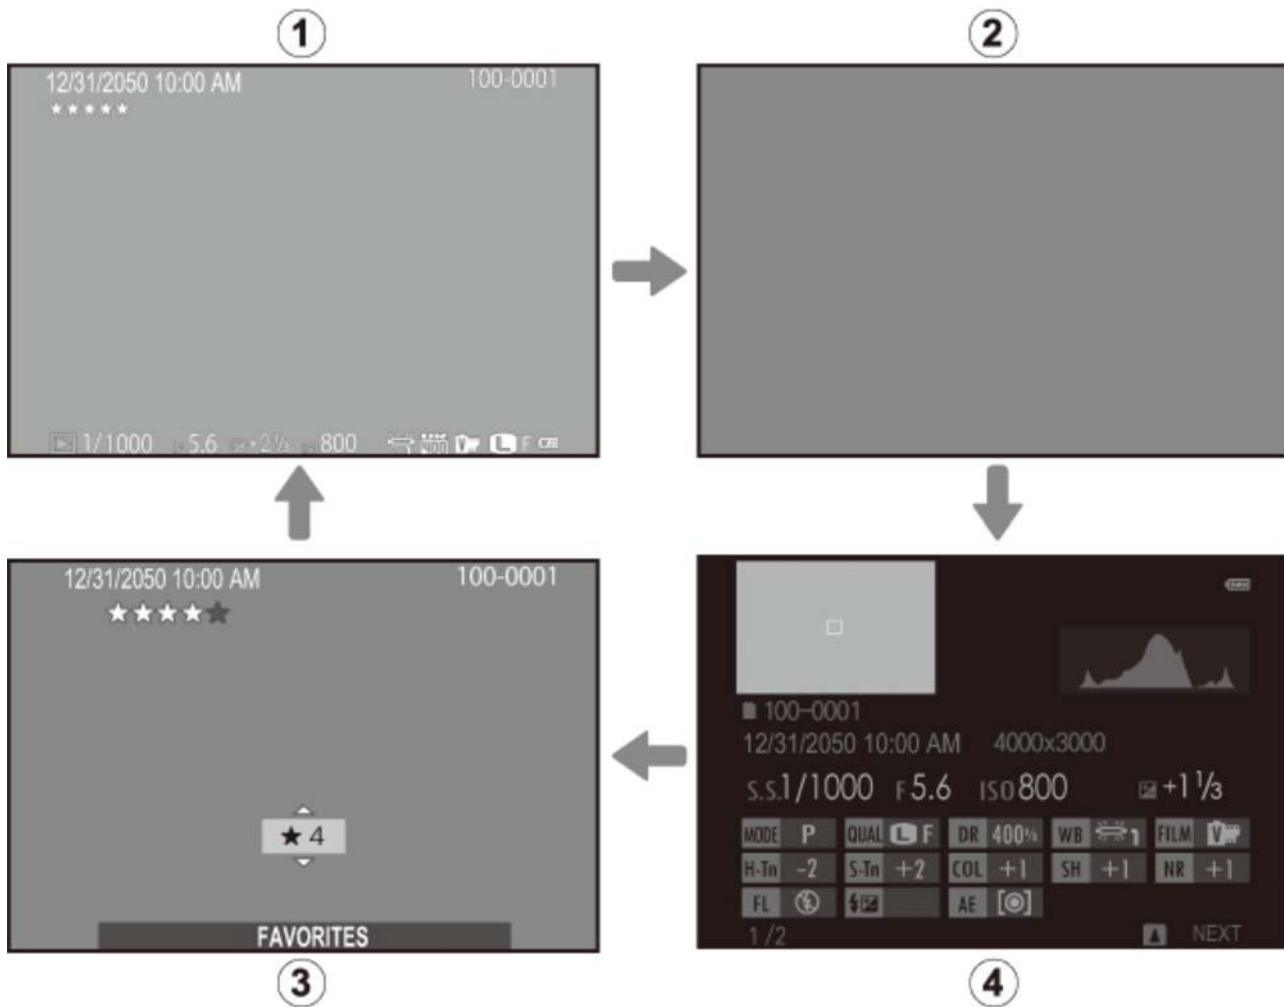 1
2
12/31/2050 10:00 AM 100-0001
1/1000 5.6 800 400 V L F
12/31/2050 10:00 AM 100-0001
4
FAVORITES
100-0001
12/31/2050 10:00 AM 4000x3000
S.S.1/1000 F5.6 ISO800 +1 1/3
MODE P QUAL L F DR 400% WB 1 FILM V
H-Tn -2 S-Tn +2 COL +1 SH +1 NR +1
FL AE
1/2 NEXT
3
4